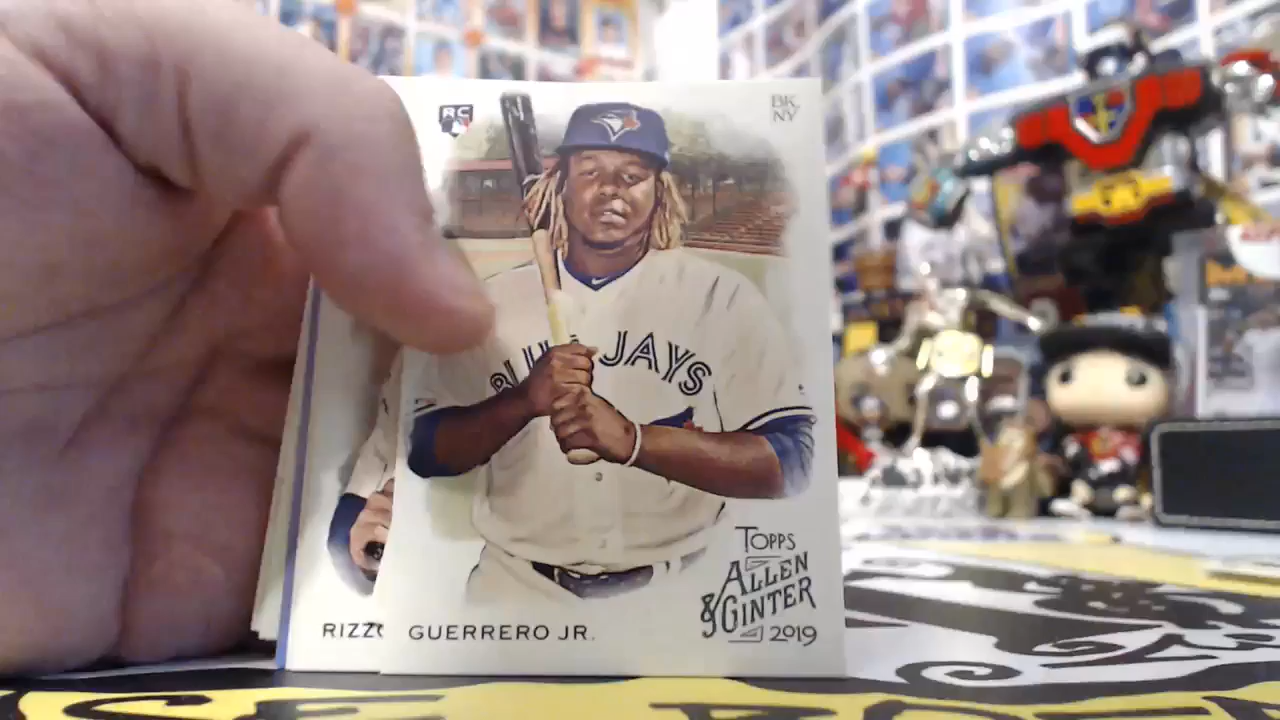 RC
BK
NY
BLUE JAYS
TOPPS
ALLEN
& GINTER
2019
RIZZO
GUERRERO JR.